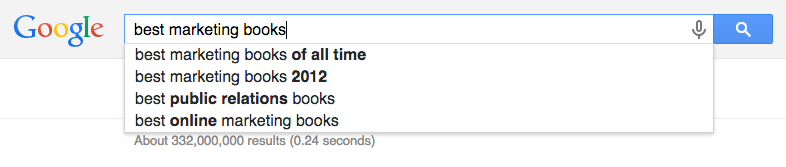 Google
best marketing books
best marketing books of all time
best marketing books 2012
best public relations books
best online marketing books
About 332,000,000 results (0.24 seconds)